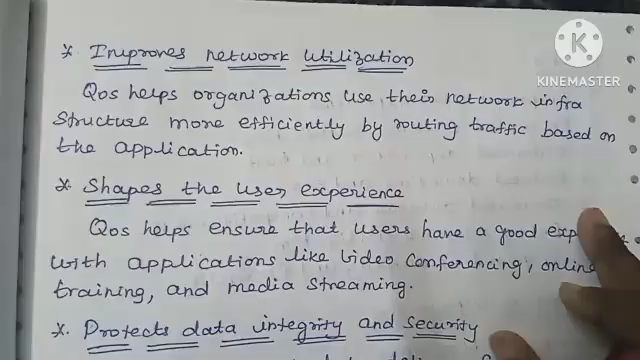 KINEMASTER
* Improves network utilization
Qos helps organizations use their network infra
structure more efficiently by routing traffic based on
the application.
* Shapes the user experience
Qos helps ensure that users have a good
with applications like video conferencing, online
training, and media streaming.
* Protects data integrity and security